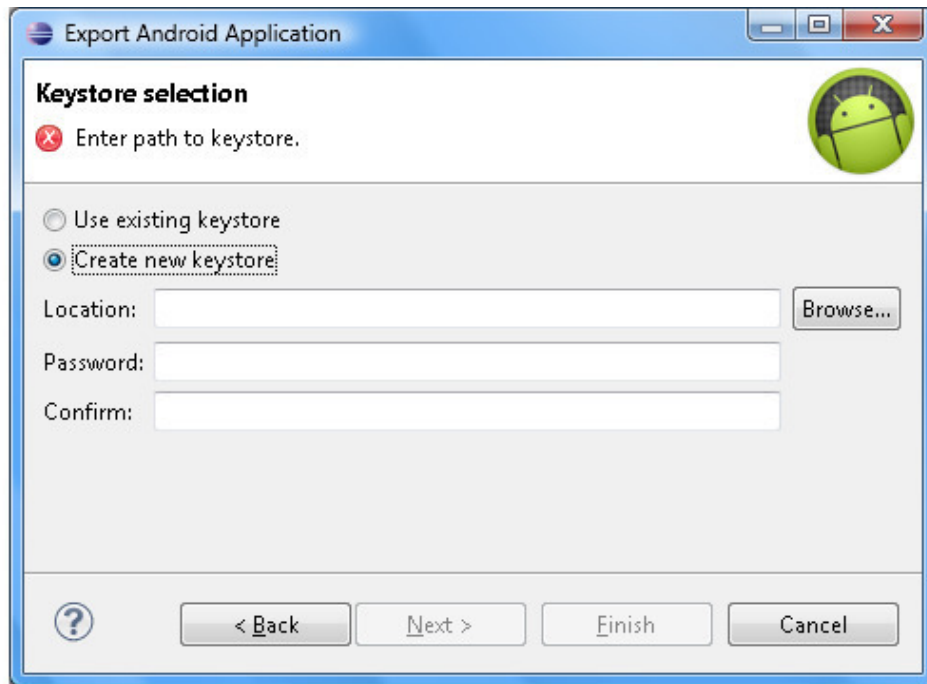 Export Android Application
Keystore selection
Enter path to keystore.
Use existing keystore
Create new keystore
Location:
Browse...
Password:
Confirm:
?
< Back
Next >
Finish
Cancel